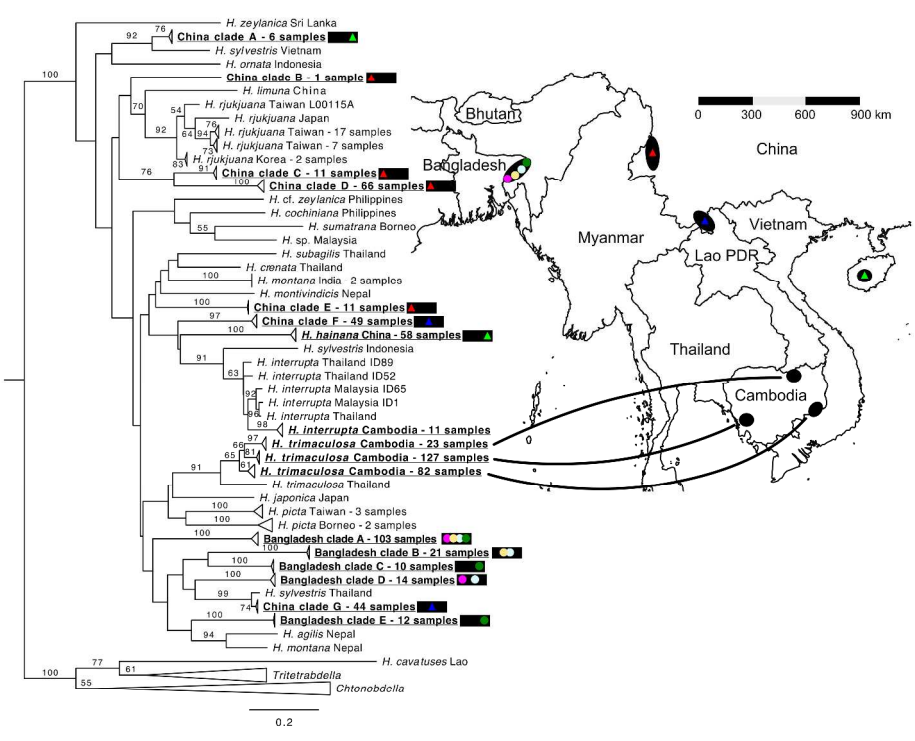 H. zeylanica Sri Lanka
76
92
China clade A - 6 samples
H. sylvestris Vietnam
H. ornata Indonesia
100
China clade B - 1 sample
H. limuna China
70
54
H. rjukjuana Taiwan L00115A
H. rjukjuana Japan
76
92
64
94
H. rjukjuana Taiwan - 17 samples
H. rjukjuana Taiwan - 7 samples
73
H. rjukjuana Korea - 2 samples
83
76
91
China clade C - 11 samples
100
China clade D - 66 samples
H. cf. zeylanica Philippines
H. cochiniana Philippines
55
H. sumatrana Borneo
H. sp. Malaysia
H. subagilis Thailand
H. crenata Thailand
100
H. montana India - 2 samples
H. montivindicis Nepal
100
China clade E - 11 samples
97
China clade F - 49 samples
100
H. hainana China - 58 samples
H. sylvestris Indonesia
91
H. interrupta Thailand ID89
63
H. interrupta Thailand ID52
H. interrupta Malaysia ID65
92
H. interrupta Malaysia ID1
96
H. interrupta Thailand
98
H. interrupta Cambodia - 11 samples
97
H. trimaculosa Cambodia - 23 samples
66
81
65
H. trimaculosa Cambodia - 127 samples
61
91
H. trimaculosa Cambodia - 82 samples
H. trimaculosa Thailand
H. japonica Japan
100
H. picta Taiwan - 3 samples
100
H. picta Borneo - 2 samples
100
Bangladesh clade A - 103 samples
100
Bangladesh clade B - 21 samples
100
Bangladesh clade C - 10 samples
100
Bangladesh clade D - 14 samples
99
H. sylvestris Thailand
74
China clade G - 44 samples
100
Bangladesh clade E - 12 samples
94
H. agilis Nepal
H. montana Nepal
77
H. cavatuses Lao
100
61
Tritetrabdella
55
Chtonobdella
0.2
0 300 600 900 km
Bhutan
China
Bangladesh
Myanmar
Vietnam
Lao PDR
Thailand
Cambodia